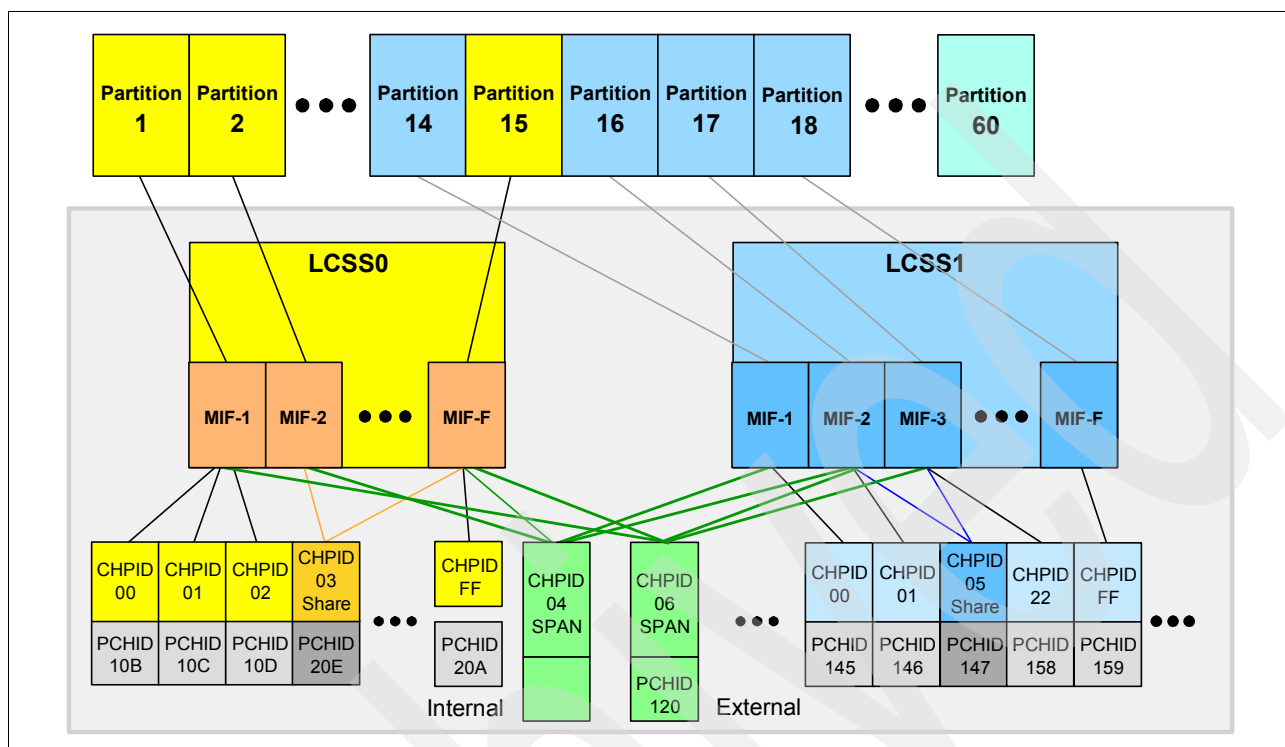 Partition
1
Partition
2
Partition
14
Partition
15
Partition
16
Partition
17
Partition
18
Partition
60
LCSS0
LCSS1
MIF-1
MIF-2
MIF-F
MIF-1
MIF-2
MIF-3
MIF-F
CHPID
00
CHPID
01
CHPID
02
CHPID
03
Share
CHPID
FF
CHPID
04
SPAN
CHPID
06
SPAN
CHPID
00
CHPID
01
CHPID
05
Share
CHPID
22
CHPID
FF
PCHID
10B
PCHID
10C
PCHID
10D
PCHID
20E
PCHID
20A
PCHID
120
PCHID
145
PCHID
146
PCHID
147
PCHID
158
PCHID
159
Internal
External